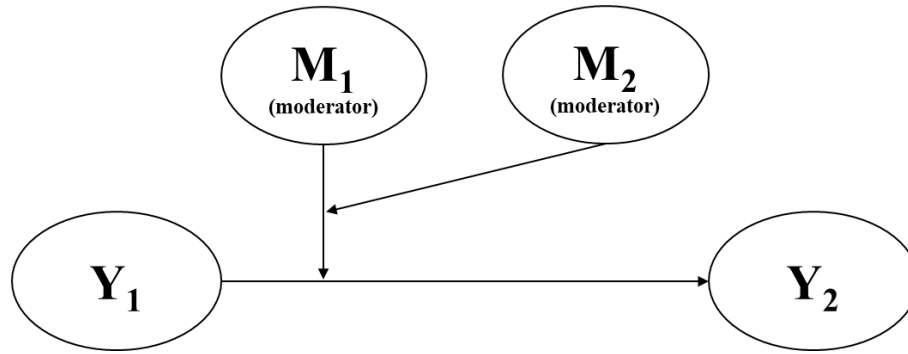 M₁
(moderator)
M₂
(moderator)
Y₁
Y₂